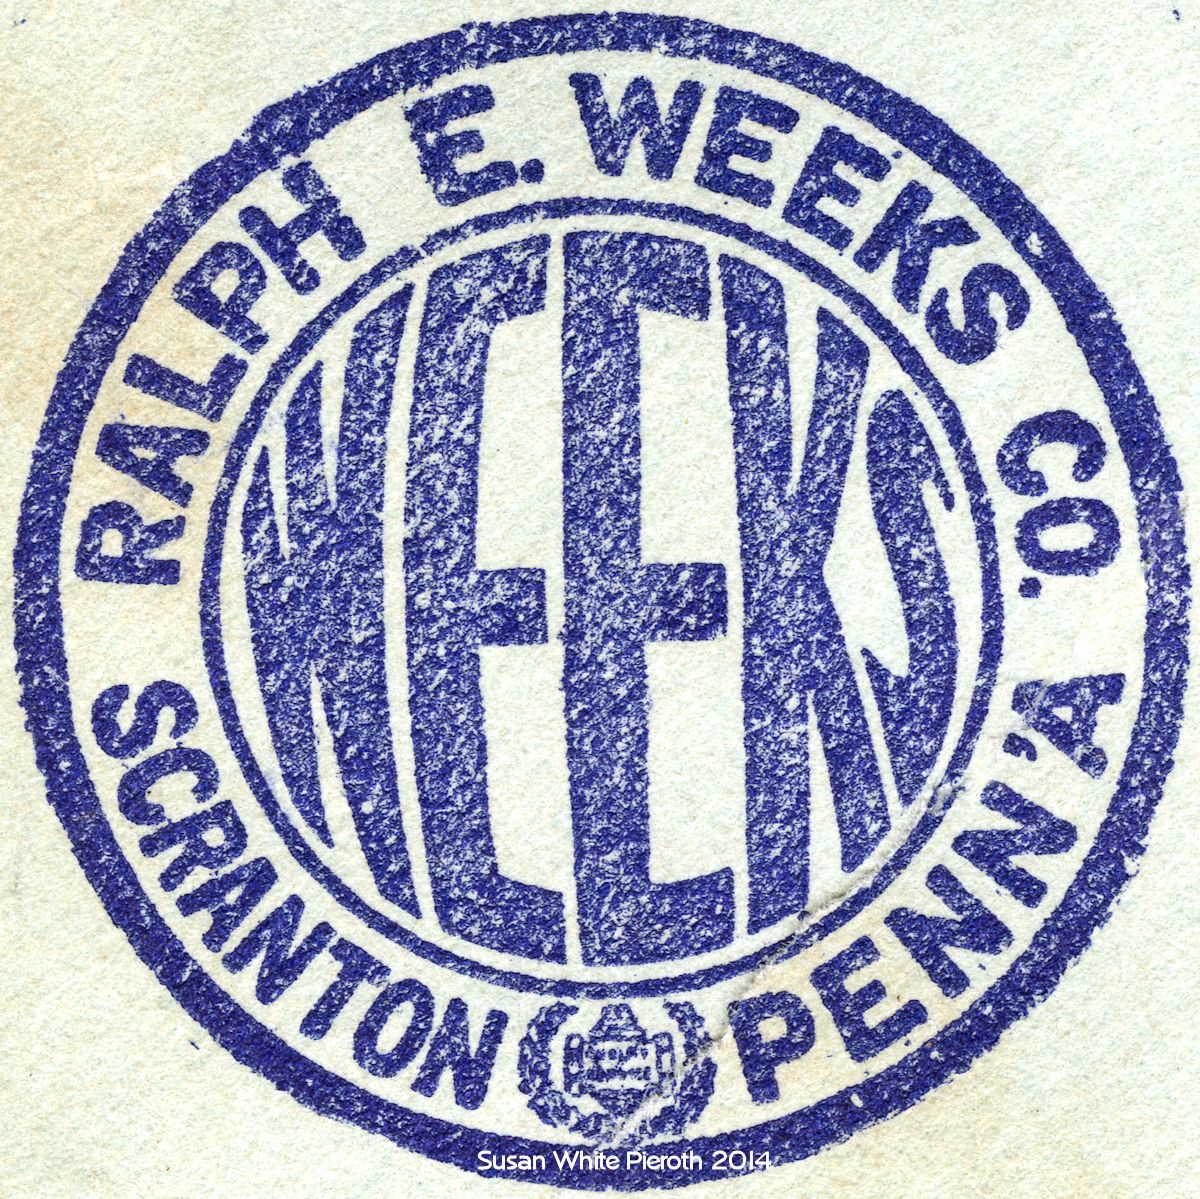 RALPH E. WEEKS CO.
WEEKS
SCRANTON PENN'A
Susan White Pieroth 2014